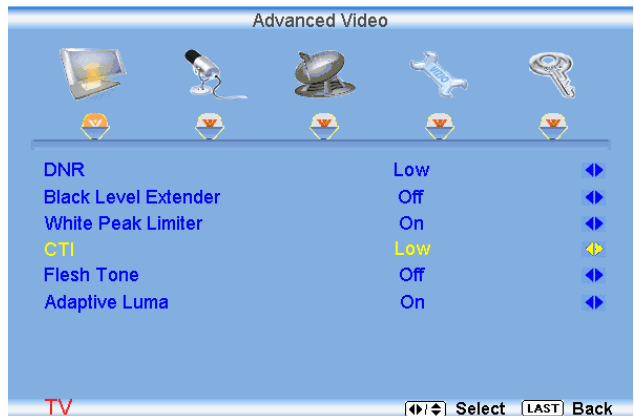 Advanced Video
VIDEO
DNR Low
Black Level Extender Off
White Peak Limiter On
CTI Low
Flesh Tone Off
Adaptive Luma On
TV Select LAST Back